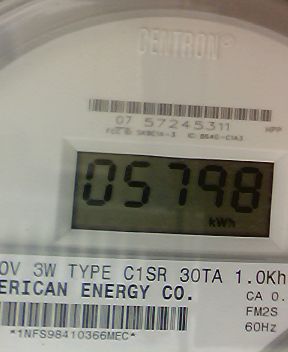 CENTRON®
07 57245311 HPP
05798
kWh
0V 3W TYPE C1SR 30TA 1.0Kh
ERICAN ENERGY CO. CA 0.
FM2S
*1NFS98410366MEC* 60Hz